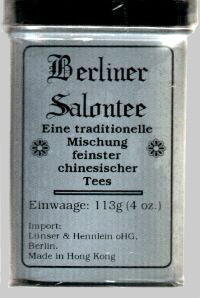 Berliner
Salontee
Eine traditionelle
Mischung
feinster
chinesischer
Tees
Einwaage: 113g (4 oz.)
Import:
Lünser & Hennlein oHG,
Berlin.
Made in Hong Kong